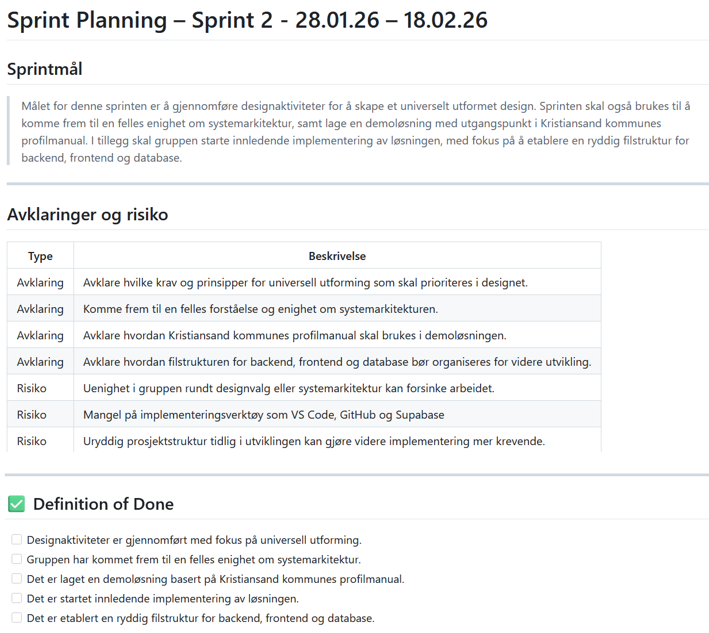 Sprint Planning – Sprint 2 - 28.01.26 – 18.02.26
Sprintmål
Målet for denne sprinten er å gjennomføre designaktiviteter for å skape et universelt utformet design. Sprinten skal også brukes til å
komme frem til en felles enighet om systemarkitektur, samt lage en demoløsning med utgangspunkt i Kristiansand kommunes
profilmanual. I tillegg skal gruppen starte innledende implementering av løsningen, med fokus på å etablere en ryddig filstruktur for
backend, frontend og database.
Avklaringer og risiko
Type Beskrivelse
Avklaring Avklare hvilke krav og prinsipper for universell utforming som skal prioriteres i designet.
Avklaring Komme frem til en felles forståelse og enighet om systemarkitekturen.
Avklaring Avklare hvordan Kristiansand kommunes profilmanual skal brukes i demoløsningen.
Avklaring Avklare hvordan filstrukturen for backend, frontend og database bør organiseres for videre utvikling.
Risiko Uenighet i gruppen rundt designvalg eller systemarkitektur kan forsinke arbeidet.
Risiko Mangel på implementeringsverktøy som VS Code, GitHub og Supabase
Risiko Uryddig prosjektstruktur tidlig i utviklingen kan gjøre videre implementering mer krevende.
✅ Definition of Done
Designaktiviteter er gjennomført med fokus på universell utforming.
Gruppen har kommet frem til en felles enighet om systemarkitektur.
Det er laget en demoløsning basert på Kristiansand kommunes profilmanual.
Det er startet innledende implementering av løsningen.
Det er etablert en ryddig filstruktur for backend, frontend og database.